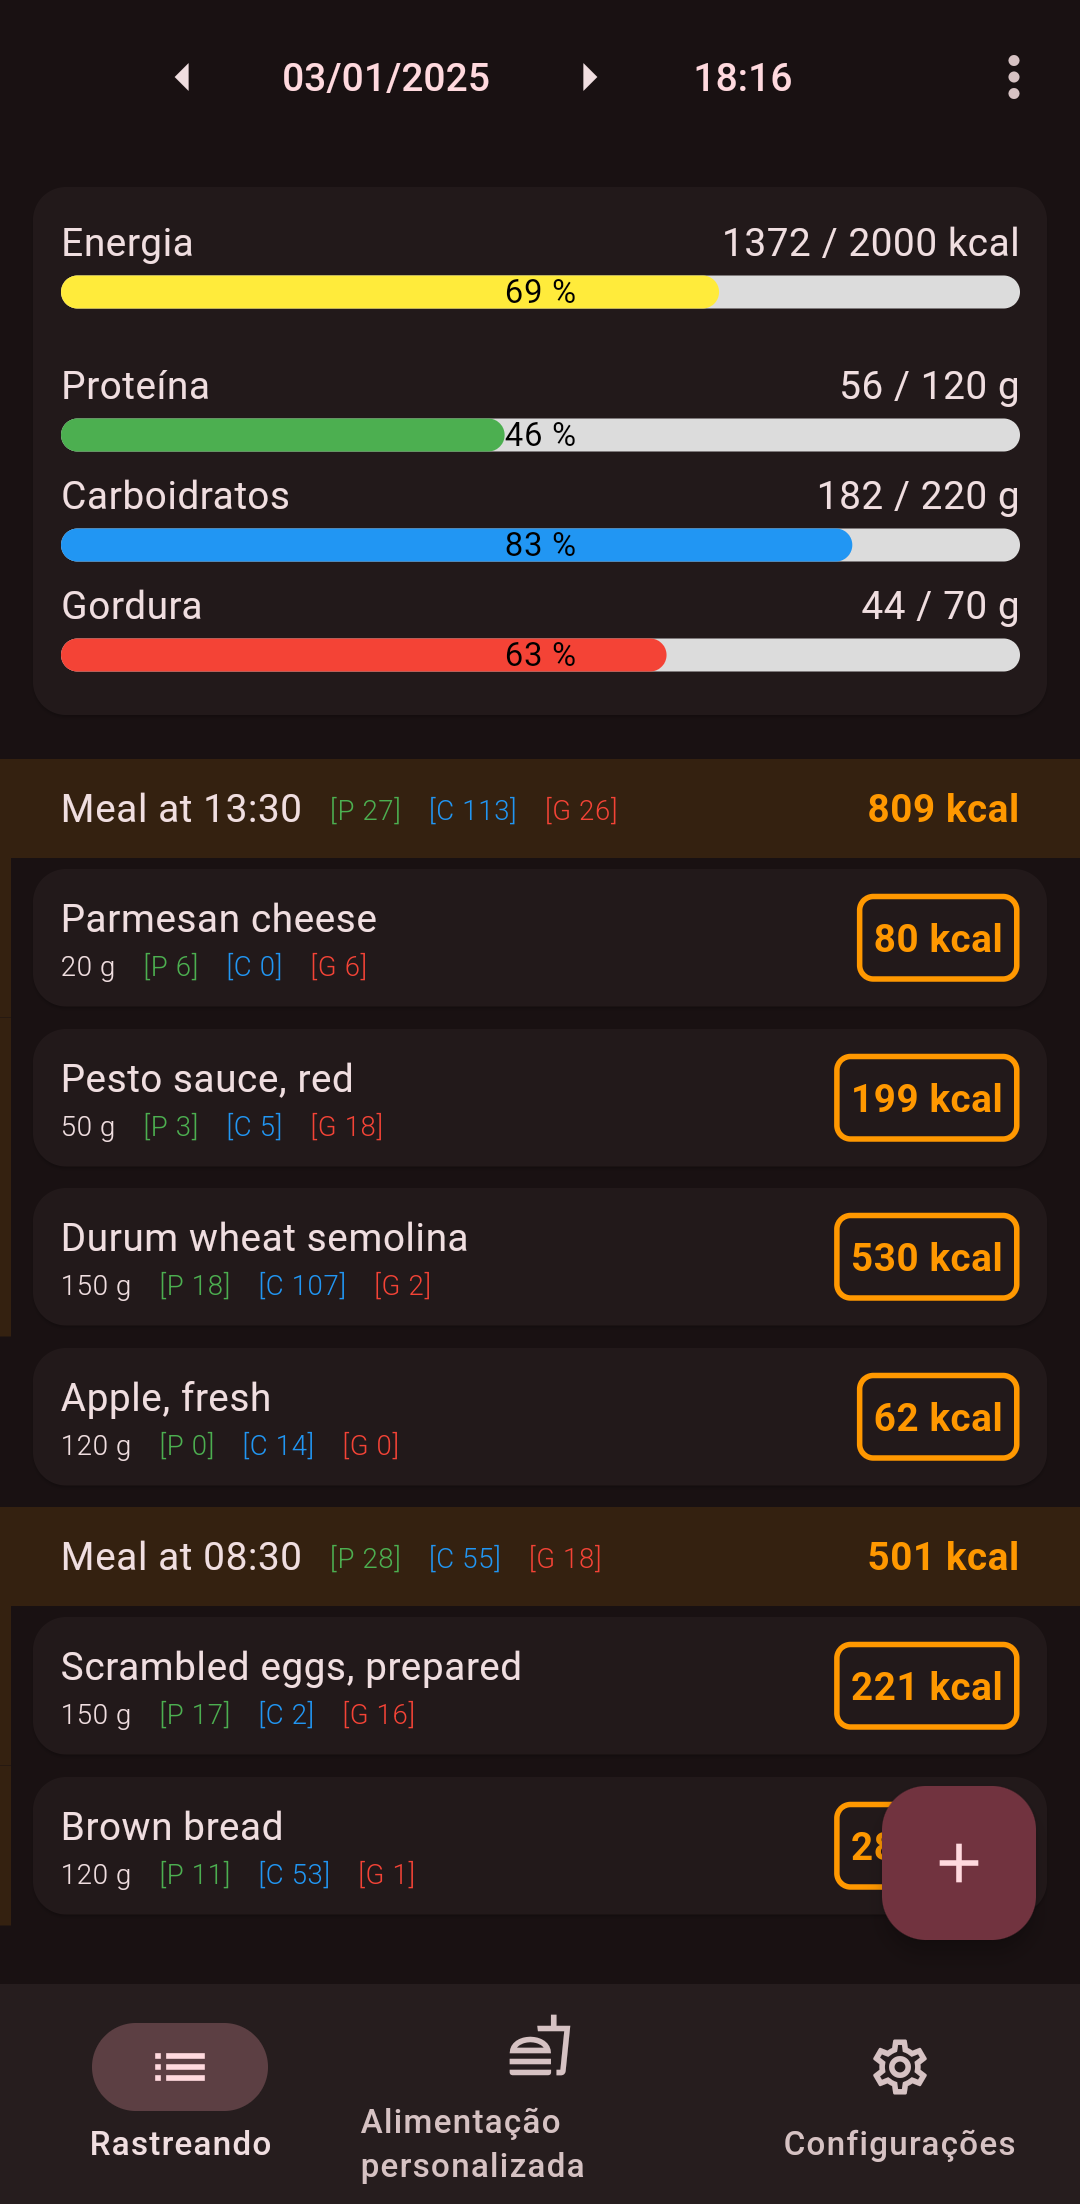 03/01/2025 18:16
Energia 1372 / 2000 kcal
69 %
Proteína 56 / 120 g
46 %
Carboidratos 182 / 220 g
83 %
Gordura 44 / 70 g
63 %
Meal at 13:30 [P 27] [C 113] [G 26] 809 kcal
Parmesan cheese
20 g [P 6] [C 0] [G 6]
80 kcal
Pesto sauce, red
50 g [P 3] [C 5] [G 18]
199 kcal
Durum wheat semolina
150 g [P 18] [C 107] [G 2]
530 kcal
Apple, fresh
120 g [P 0] [C 14] [G 0]
62 kcal
Meal at 08:30 [P 28] [C 55] [G 18] 501 kcal
Scrambled eggs, prepared
150 g [P 17] [C 2] [G 16]
221 kcal
Brown bread
120 g [P 11] [C 53] [G 1]
Rastreando
Alimentação
personalizada
Configurações